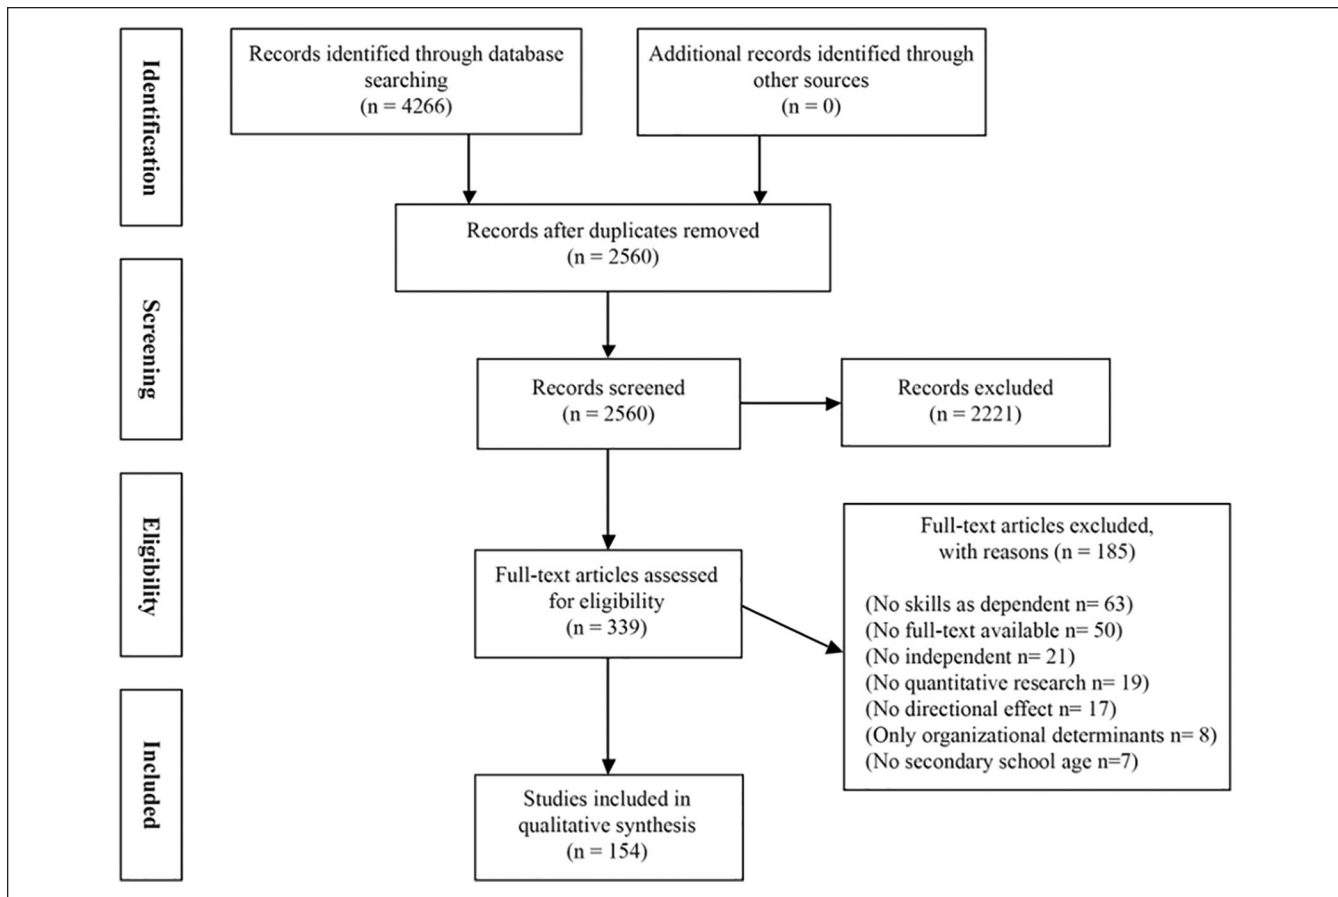 Identification
Records identified through database
searching
(n = 4266)
Additional records identified through
other sources
(n = 0)
Records after duplicates removed
(n = 2560)
Screening
Records screened
(n = 2560)
Records excluded
(n = 2221)
Eligibility
Full-text articles assessed
for eligibility
(n = 339)
Full-text articles excluded,
with reasons (n = 185)
(No skills as dependent n= 63)
(No full-text available n= 50)
(No independent n= 21)
(No quantitative research n= 19)
(No directional effect n= 17)
(Only organizational determinants n= 8)
(No secondary school age n=7)
Included
Studies included in
qualitative synthesis
(n = 154)